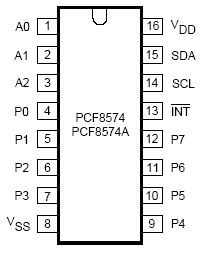 A0 1 16 VDD
A1 2 15 SDA
A2 3 14 SCL
P0 4 13 INT
PCF8574
PCF8574A
P1 5 12 P7
P2 6 11 P6
P3 7 10 P5
VSS 8 9 P4